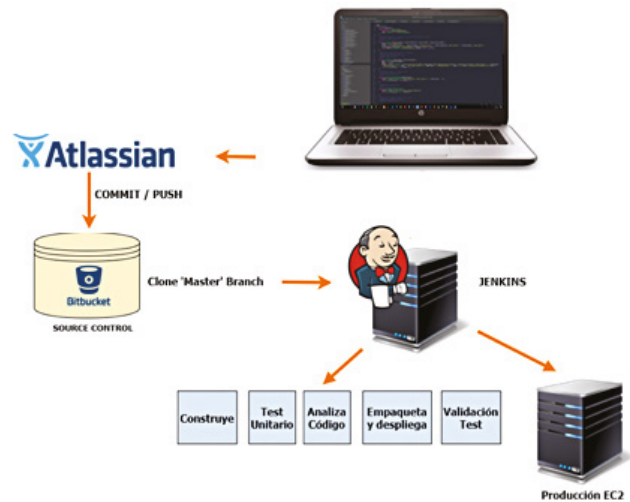 Atlassian
COMMIT / PUSH
Bitbucket
SOURCE CONTROL
Clone 'Master' Branch
JENKINS
Construye
Test
Unitario
Analiza
Código
Empaqueta
y despliega
Validación
Test
Producción EC2